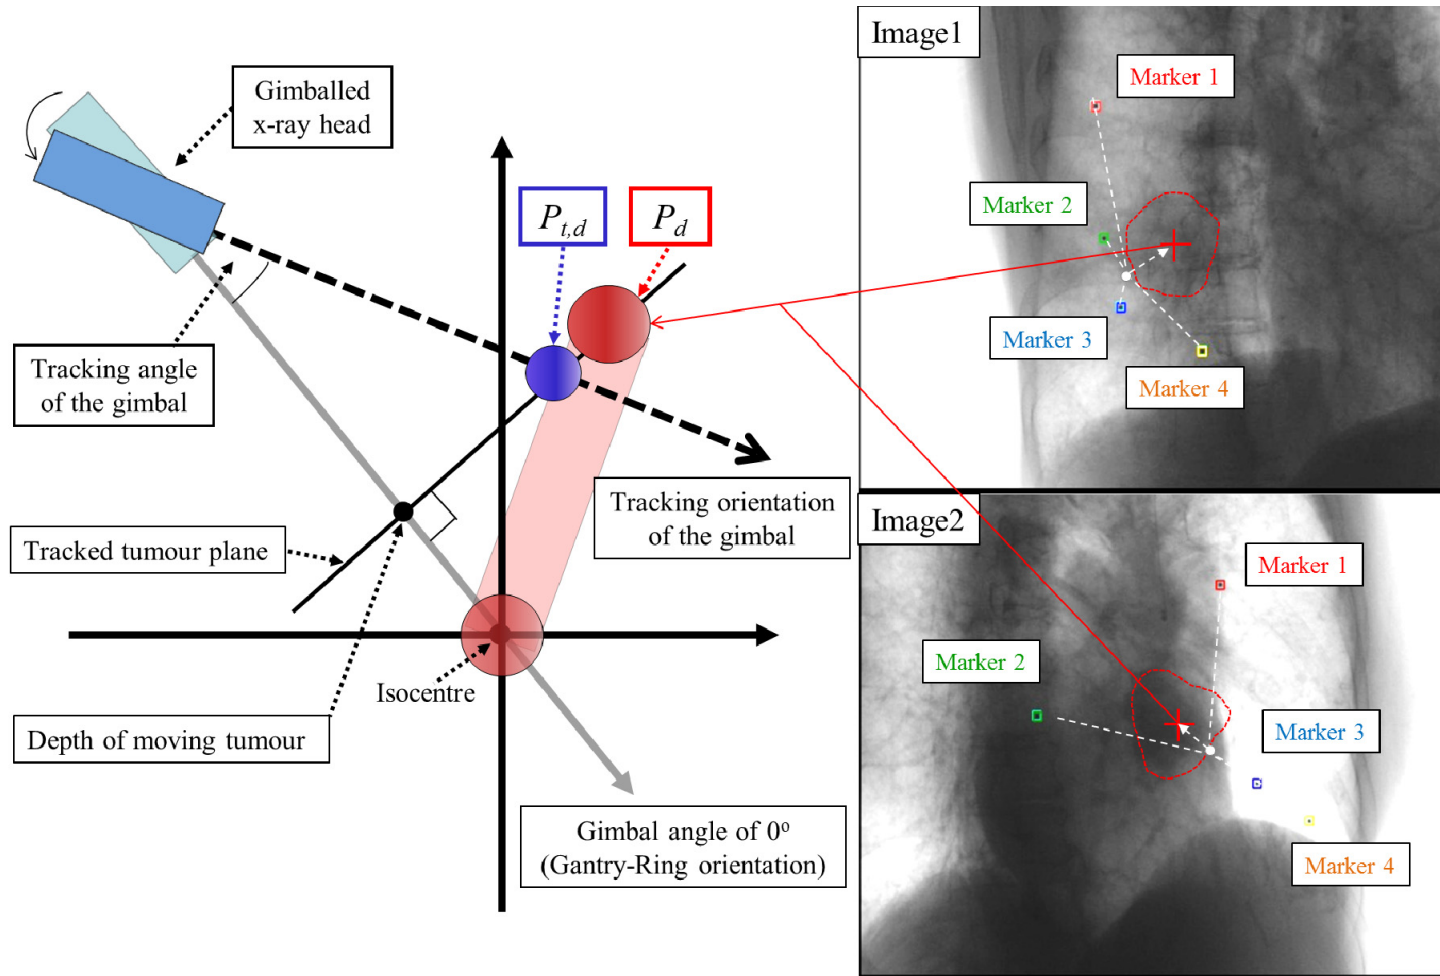 Gimballed
x-ray head
P_{t,d}
P_d
Tracking angle
of the gimbal
Tracking orientation
of the gimbal
Tracked tumour plane
Isocentre
Depth of moving tumour
Gimbal angle of 0°
(Gantry-Ring orientation)
Image1
Marker 1
Marker 2
Marker 3
Marker 4
Image2
Marker 1
Marker 2
Marker 3
Marker 4